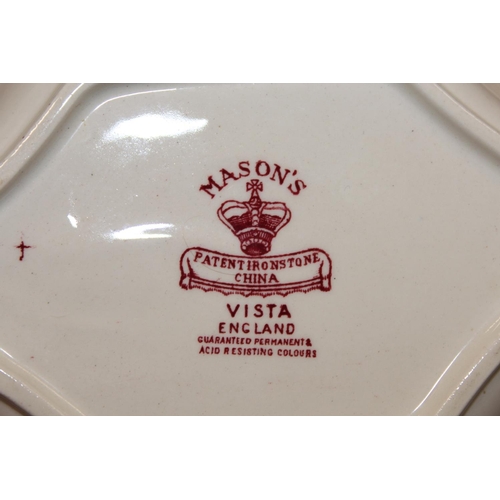 MASON'S
PATENT IRONSTONE
CHINA
VISTA
ENGLAND
GUARANTEED PERMANENT &
ACID RESISTING COLOURS